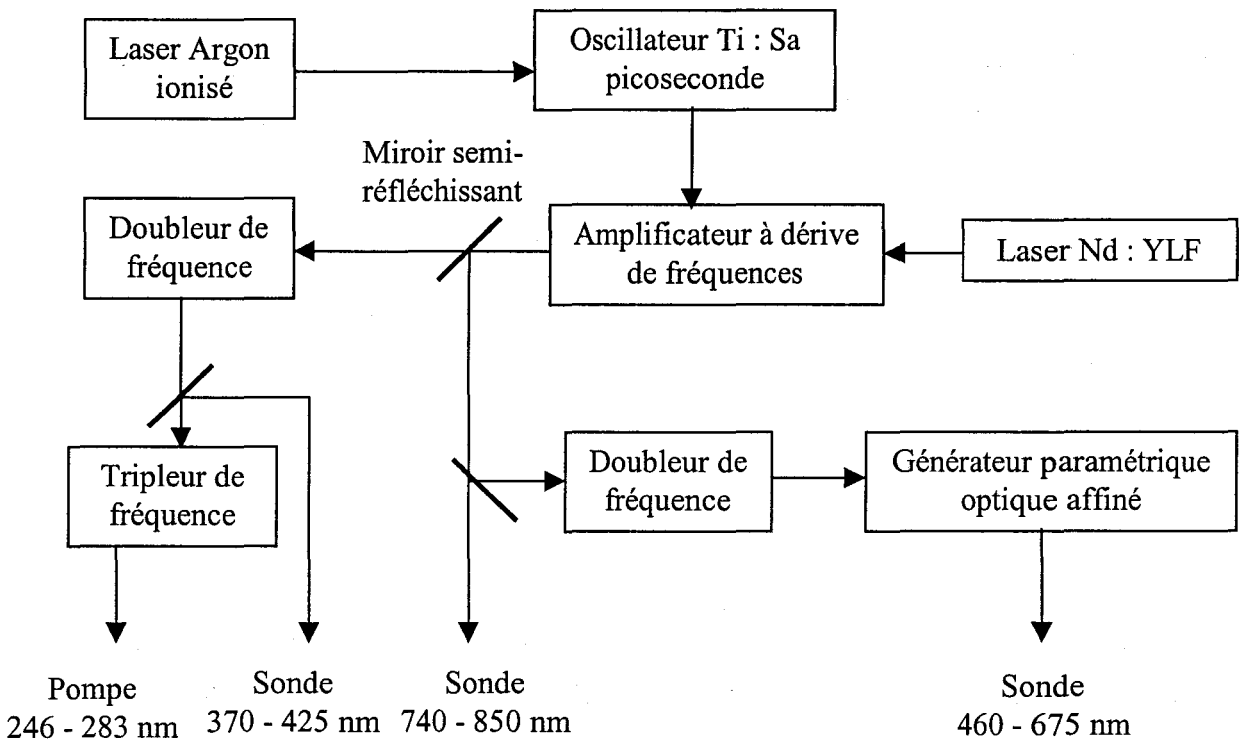 Laser Argon
ionisé
Oscillateur Ti : Sa
picoseconde
Miroir semi-
réfléchissant
Doubleur de
fréquence
Amplificateur à dérive
de fréquences
Laser Nd : YLF
Tripleur de
fréquence
Doubleur de
fréquence
Générateur paramétrique
optique affiné
Pompe
246 - 283 nm
Sonde
370 - 425 nm
Sonde
740 - 850 nm
Sonde
460 - 675 nm